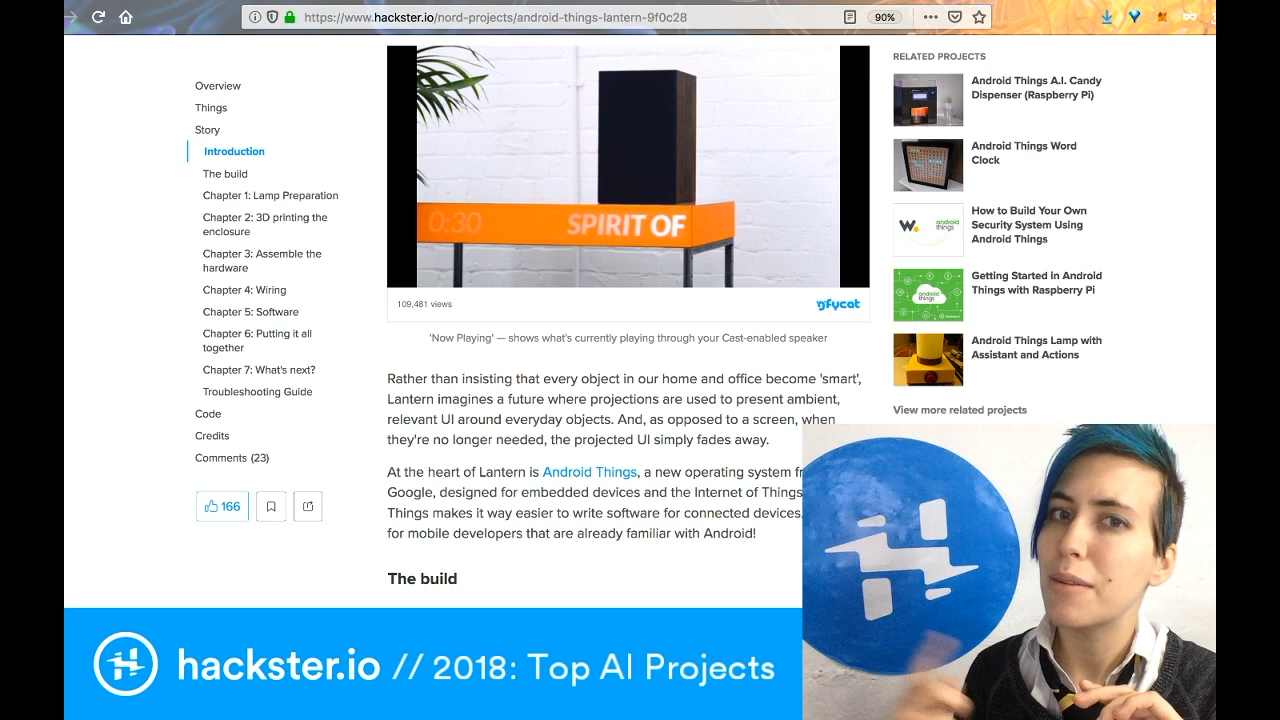 https://www.hackster.io/nord-projects/android-things-lantern-9f0c28
90%
Overview
Things
Story
Introduction
The build
Chapter 1: Lamp Preparation
Chapter 2: 3D printing the
enclosure
Chapter 3: Assemble the
hardware
Chapter 4: Wiring
Chapter 5: Software
Chapter 6: Putting it all
together
Chapter 7: What's next?
Troubleshooting Guide
Code
Credits
Comments (23)
166
0:30
SPIRIT OF
109,481 views
gfycat
'Now Playing' — shows what's currently playing through your Cast-enabled speaker
Rather than insisting that every object in our home and office become 'smart',
Lantern imagines a future where projections are used to present ambient,
relevant UI around everyday objects. And, as opposed to a screen, when
they're no longer needed, the projected UI simply fades away.
At the heart of Lantern is Android Things, a new operating system
Google, designed for embedded devices and the Internet of Things
Things makes it way easier to write software for connected devices,
for mobile developers that are already familiar with Android!
The build
RELATED PROJECTS
Android Things A.I. Candy
Dispenser (Raspberry Pi)
Android Things Word
Clock
W.
android
things
How to Build Your Own
Security System Using
Android Things
android
things
Getting Started in Android
Things with Raspberry Pi
Android Things Lamp with
Assistant and Actions
View more related projects
hackster.io // 2018: Top AI Projects